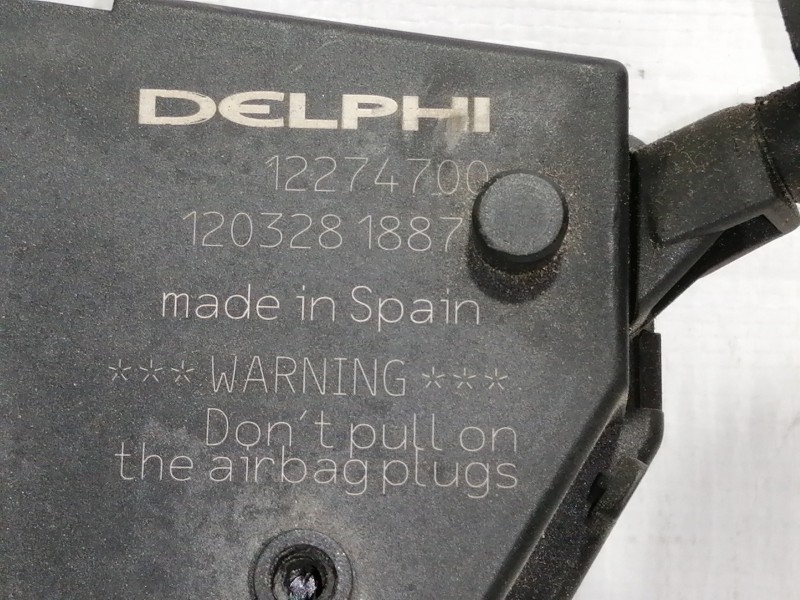 DELPHI
12274700
120328 1887
made in Spain
*** WARNING ***
Don't pull on
the airbag plugs